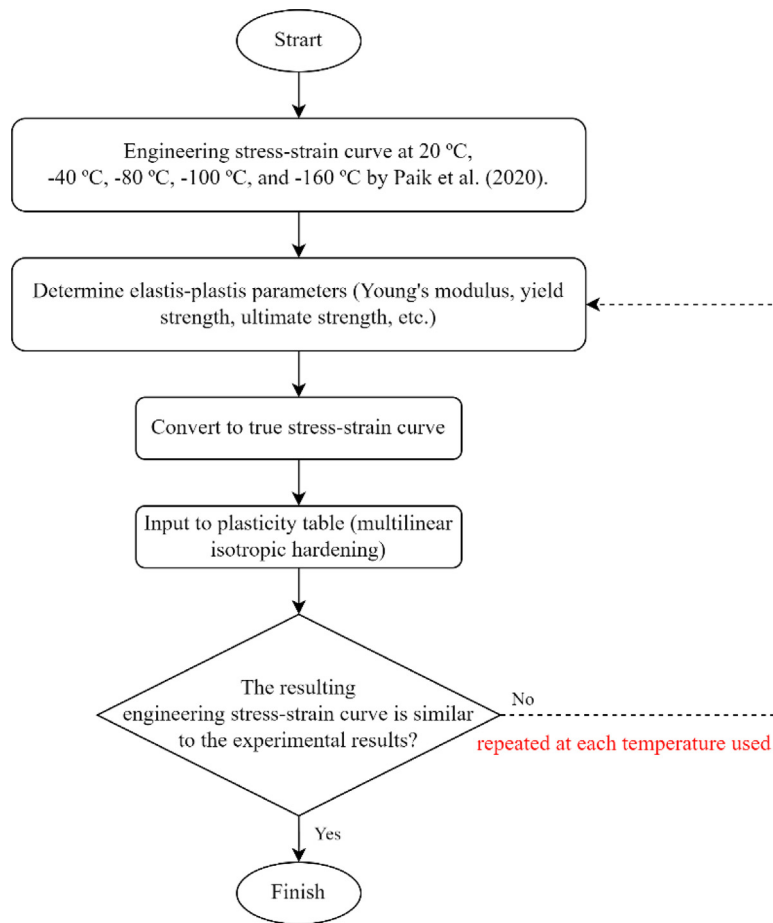 Strart
Engineering stress-strain curve at 20 ºC,
-40 ºC, -80 ºC, -100 ºC, and -160 ºC by Paik et al. (2020).
Determine elastis-plastis parameters (Young's modulus, yield
strength, ultimate strength, etc.)
Convert to true stress-strain curve
Input to plasticity table (multilinear
isotropic hardening)
The resulting
engineering stress-strain curve is similar
to the experimental results?
No
repeated at each temperature used
Yes
Finish